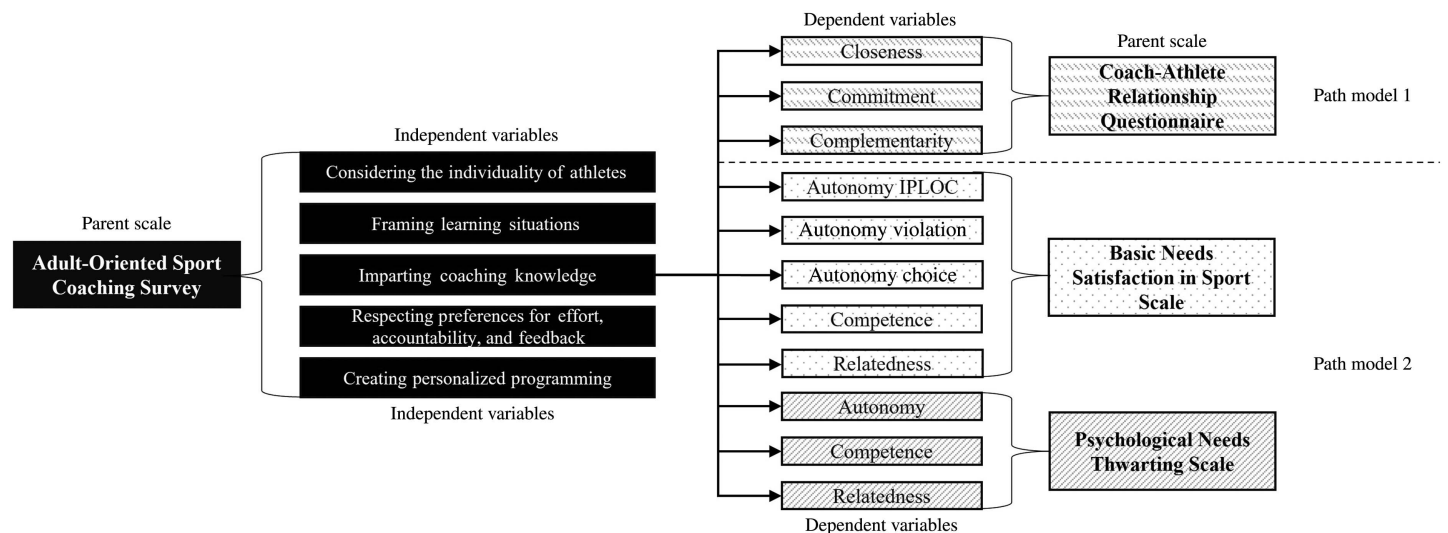 Parent scale
Adult-Oriented Sport
Coaching Survey
Independent variables
Considering the individuality of athletes
Framing learning situations
Imparting coaching knowledge
Respecting preferences for effort,
accountability, and feedback
Creating personalized programming
Independent variables
Dependent variables
Closeness
Commitment
Complementarity
Autonomy IPLOC
Autonomy violation
Autonomy choice
Competence
Relatedness
Autonomy
Competence
Relatedness
Dependent variables
Parent scale
Coach-Athlete
Relationship
Questionnaire
Basic Needs
Satisfaction in Sport
Scale
Psychological Needs
Thwarting Scale
Path model 1
Path model 2